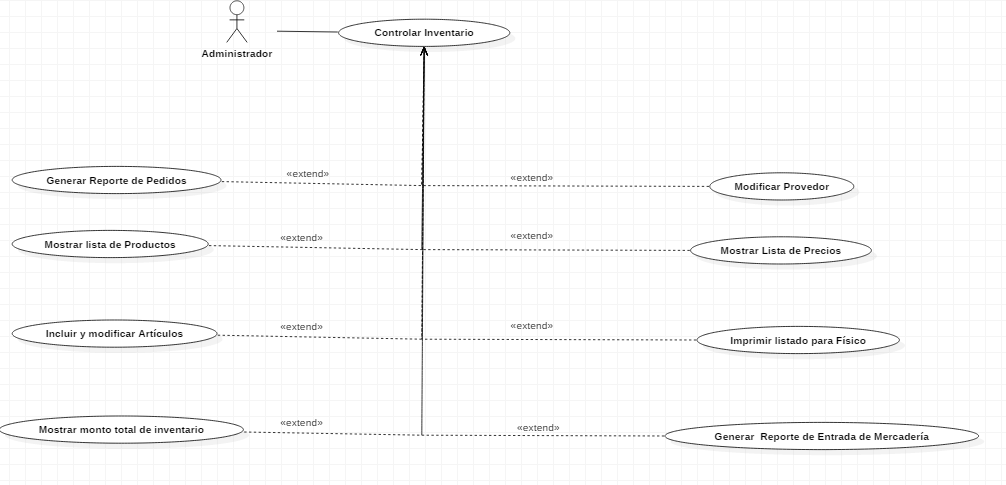 Controlar Inventario
Administrador
Generar Reporte de Pedidos
«extend»
«extend»
Modificar Provedor
Mostrar lista de Productos
«extend»
«extend»
Mostrar Lista de Precios
Incluir y modificar Artículos
«extend»
«extend»
Imprimir listado para Físico
Mostrar monto total de inventario
«extend»
«extend»
Generar  Reporte de Entrada de Mercadería